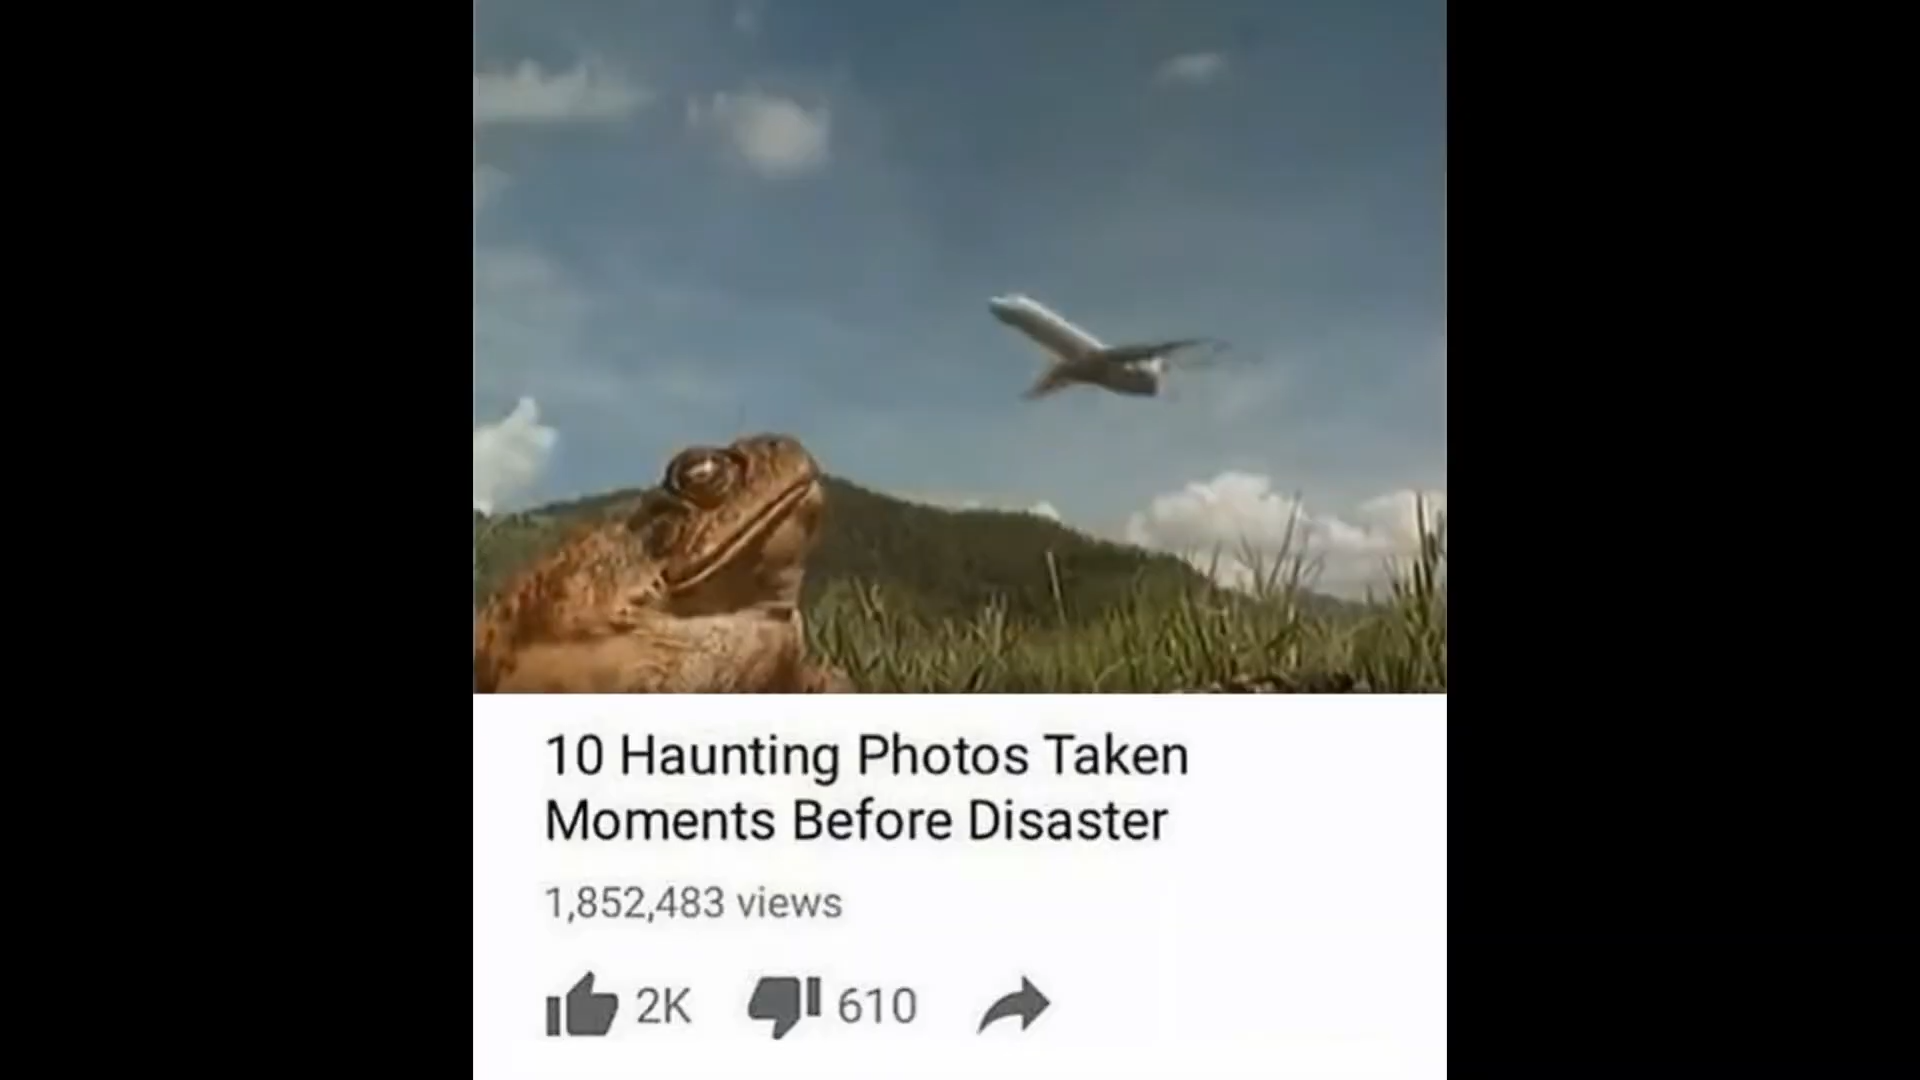 10 Haunting Photos Taken
Moments Before Disaster
1,852,483 views
2K 610